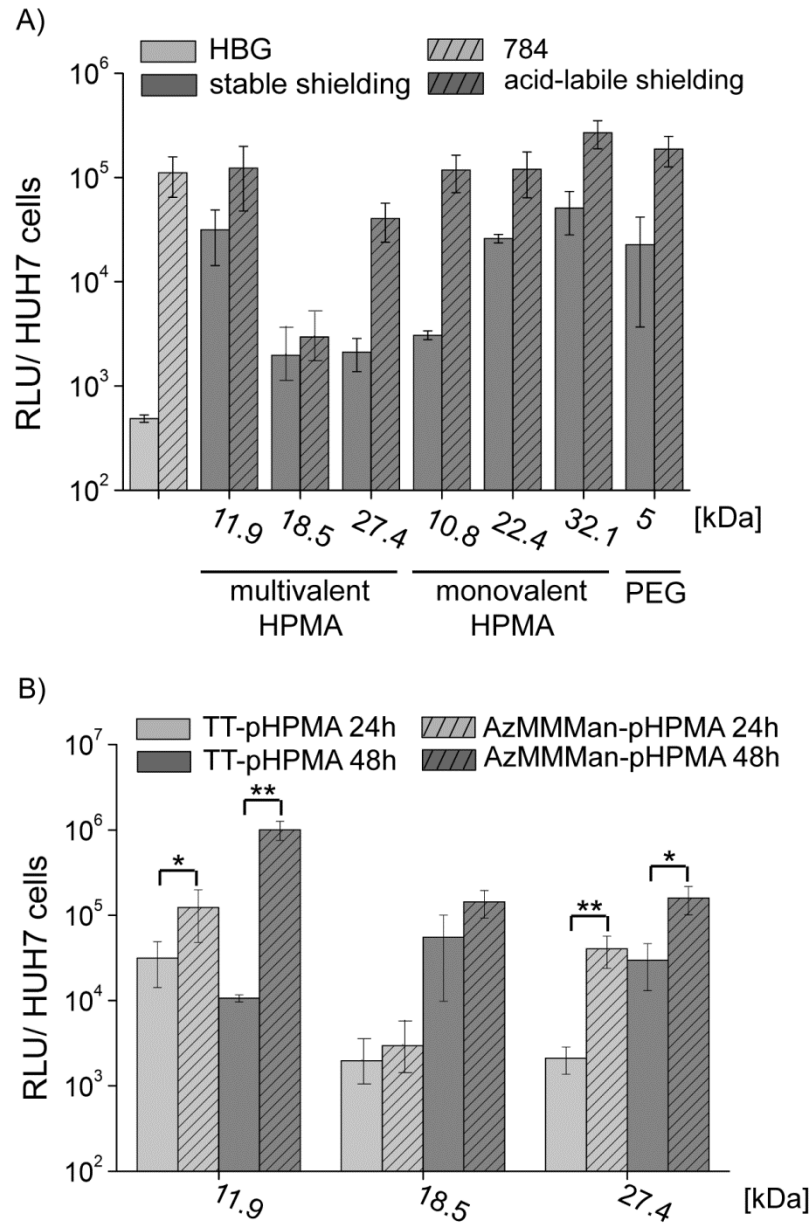 A)
HBG 784
stable shielding acid-labile shielding
10^6
10^5
10^4
10^3
10^2
RLU/ HUH7 cells
11.9 18.5 27.4 10.8 22.4 32.1 5 [kDa]
multivalent HPMA monovalent HPMA PEG
B)
TT-pHPMA 24h AzMMMan-pHPMA 24h
TT-pHPMA 48h AzMMMan-pHPMA 48h
10^7
10^6
10^5
10^4
10^3
10^2
RLU/ HUH7 cells
* ** ** *
11.9 18.5 27.4 [kDa]